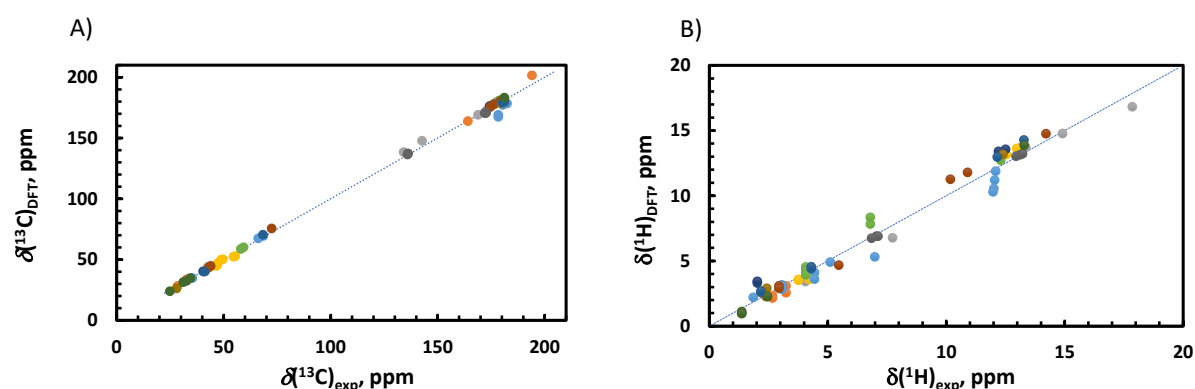 A)
δ(¹³C)DFT, ppm
200
150
100
50
0
0 50 100 150 200
δ(¹³C)exp, ppm
B)
δ(¹H)DFT, ppm
20
15
10
5
0
0 5 10 15 20
δ(¹H)exp, ppm